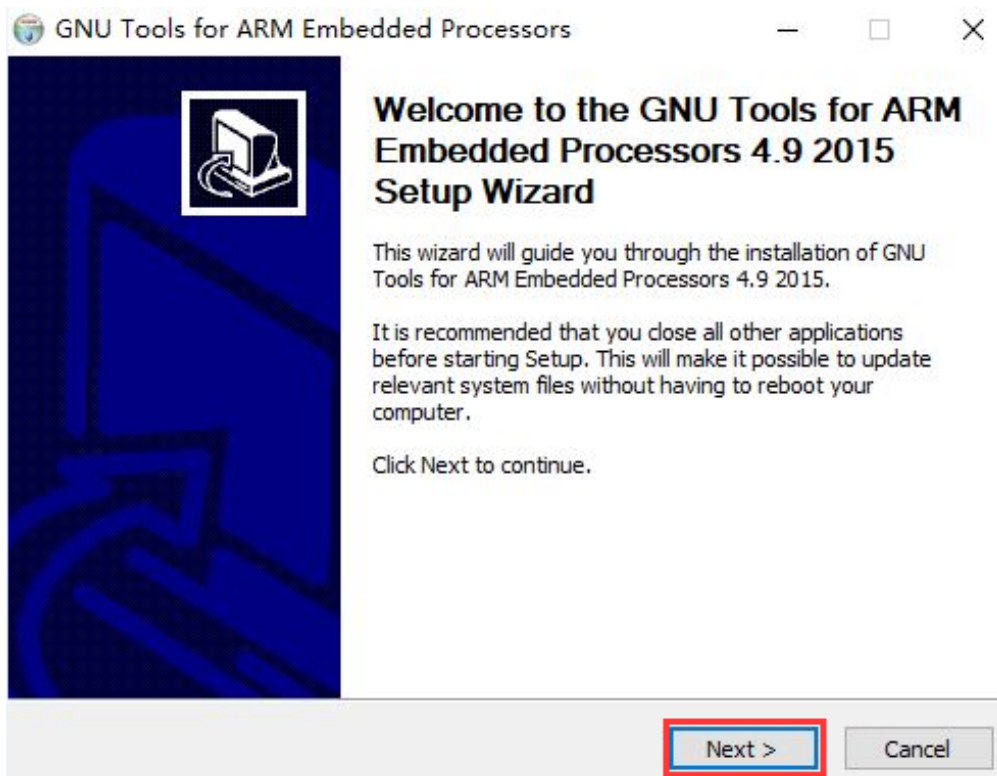 GNU Tools for ARM Embedded Processors
Welcome to the GNU Tools for ARM
Embedded Processors 4.9 2015
Setup Wizard
This wizard will guide you through the installation of GNU
Tools for ARM Embedded Processors 4.9 2015.
It is recommended that you close all other applications
before starting Setup. This will make it possible to update
relevant system files without having to reboot your
computer.
Click Next to continue.
Next >
Cancel